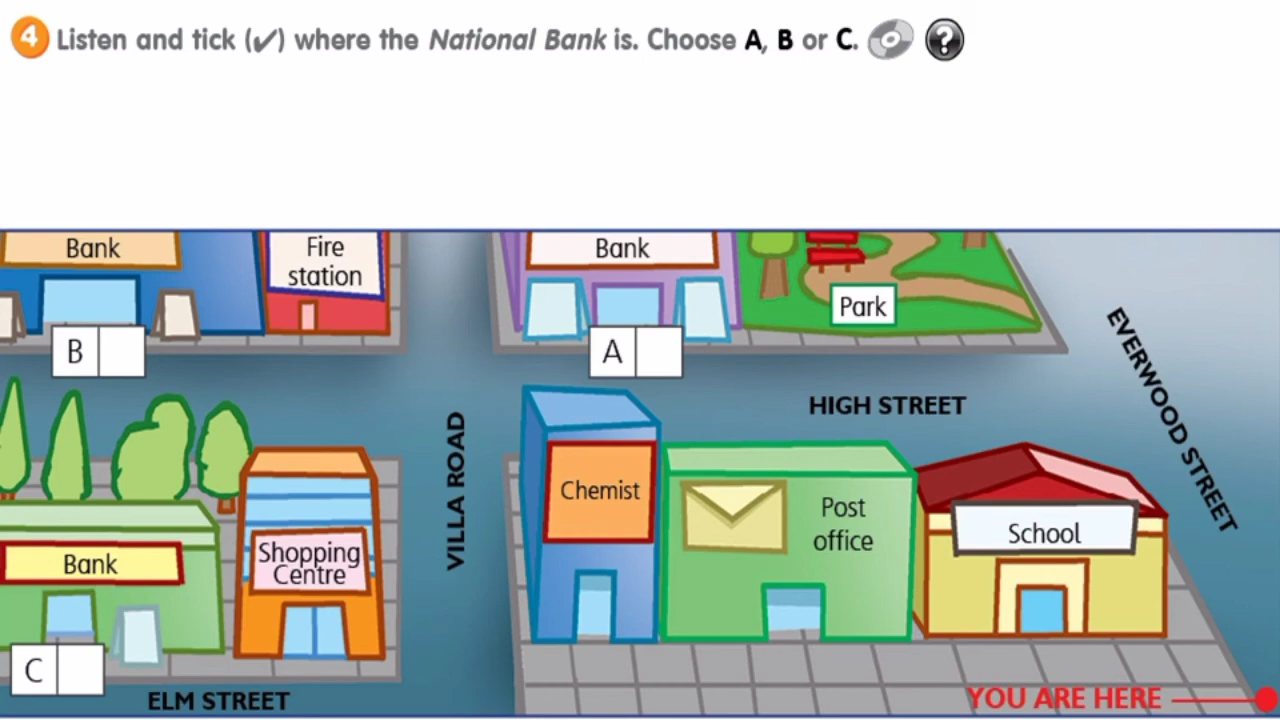 4 Listen and tick (✓) where the National Bank is. Choose A, B or C. ?
Bank
Fire
station
Bank
Park
B
A
EVERWOOD STREET
HIGH STREET
VILLA ROAD
Chemist
Post
office
School
Bank
Shopping
Centre
C
ELM STREET
YOU ARE HERE